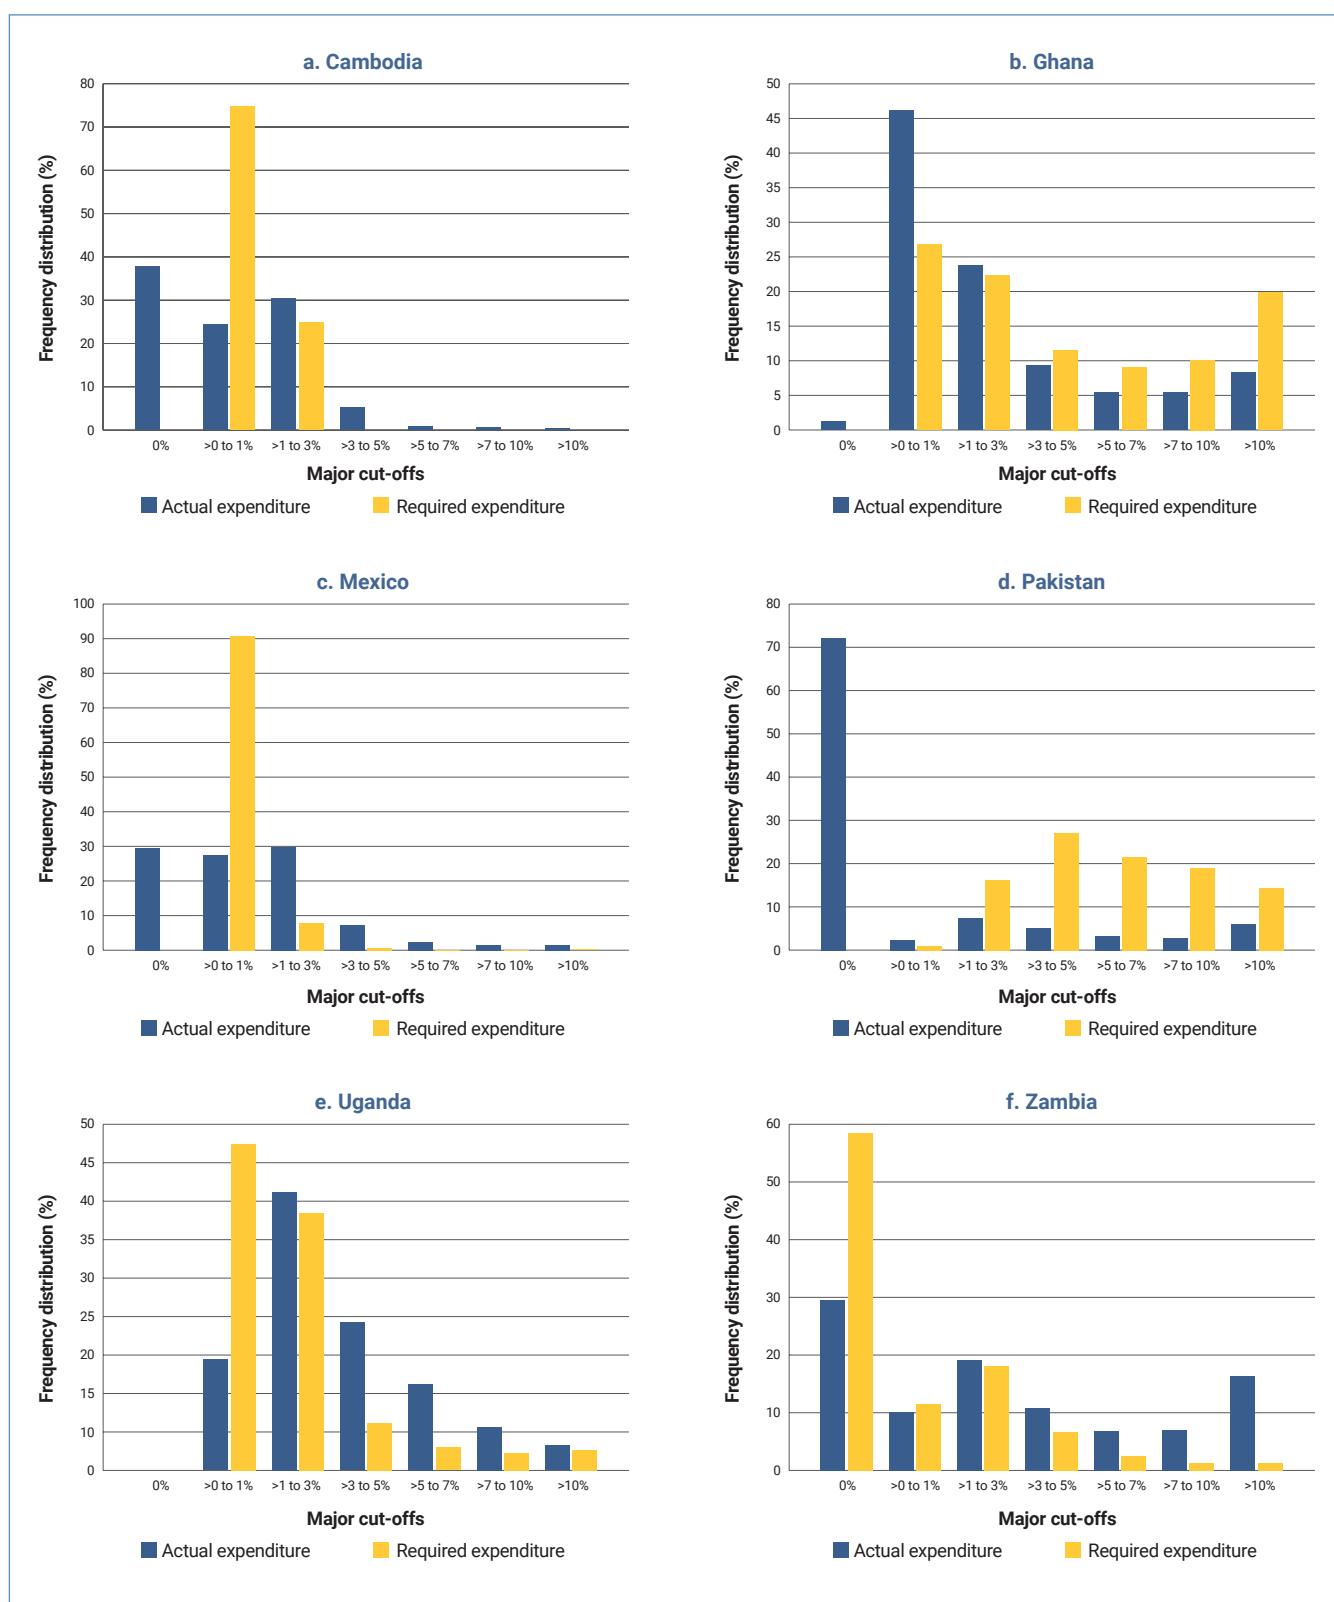 a. Cambodia
Frequency distribution (%)
80
70
60
50
40
30
20
10
0
0% >0 to 1% >1 to 3% >3 to 5% >5 to 7% >7 to 10% >10%
Major cut-offs
Actual expenditure Required expenditure
b. Ghana
Frequency distribution (%)
50
45
40
35
30
25
20
15
10
5
0
0% >0 to 1% >1 to 3% >3 to 5% >5 to 7% >7 to 10% >10%
Major cut-offs
Actual expenditure Required expenditure
c. Mexico
Frequency distribution (%)
100
90
80
70
60
50
40
30
20
10
0
0% >0 to 1% >1 to 3% >3 to 5% >5 to 7% >7 to 10% >10%
Major cut-offs
Actual expenditure Required expenditure
d. Pakistan
Frequency distribution (%)
80
70
60
50
40
30
20
10
0
0% >0 to 1% >1 to 3% >3 to 5% >5 to 7% >7 to 10% >10%
Major cut-offs
Actual expenditure Required expenditure
e. Uganda
Frequency distribution (%)
50
45
40
35
30
25
20
15
10
0
0% >0 to 1% >1 to 3% >3 to 5% >5 to 7% >7 to 10% >10%
Major cut-offs
Actual expenditure Required expenditure
f. Zambia
Frequency distribution (%)
60
50
40
30
20
10
0
0% >0 to 1% >1 to 3% >3 to 5% >5 to 7% >7 to 10% >10%
Major cut-offs
Actual expenditure Required expenditure